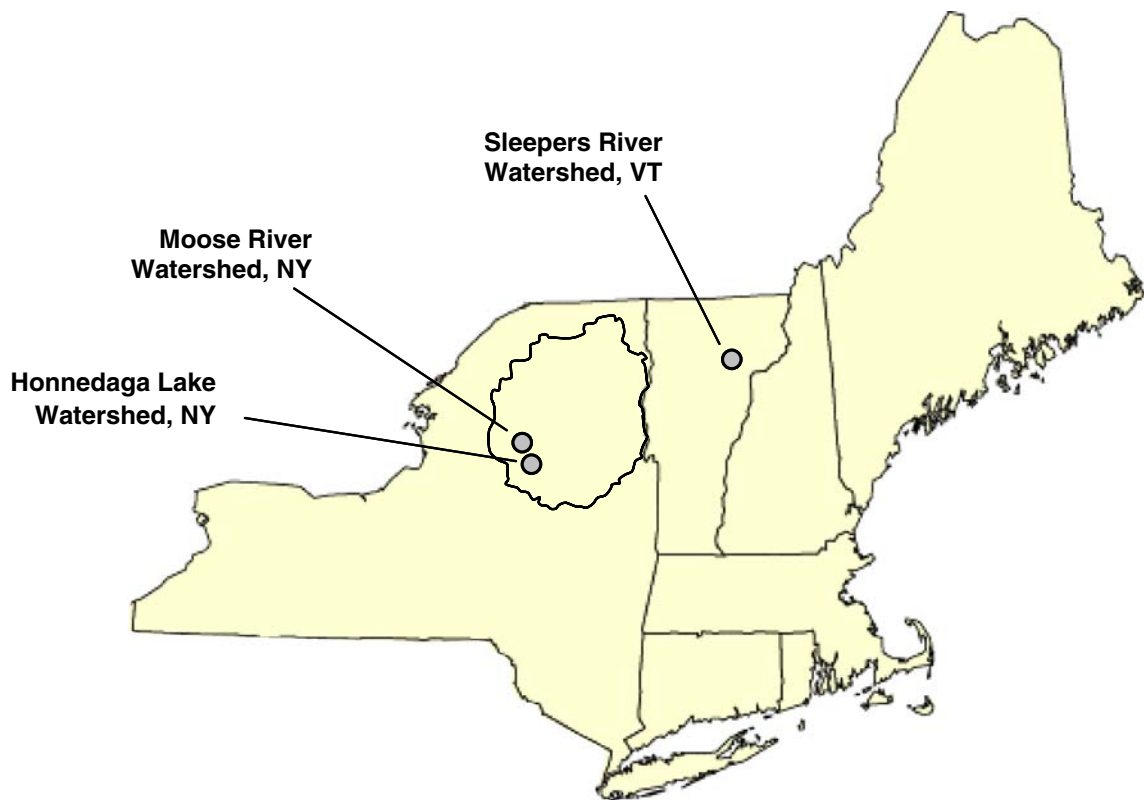 Sleepers River
Watershed, VT
Moose River
Watershed, NY
Honnedaga Lake
Watershed, NY